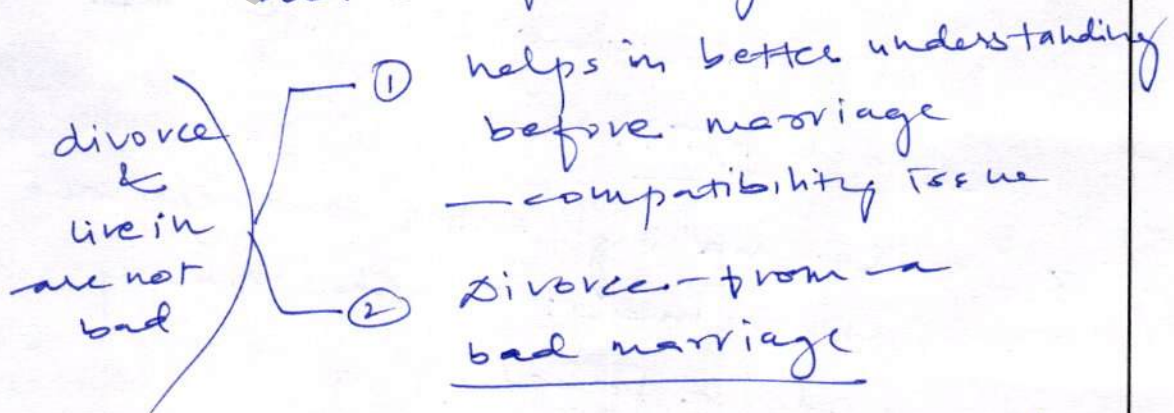 divorce
&
live in
are not
bad
① helps in better understanding
before marriage
— compatibility issue
② Divorce - from a
bad marriage